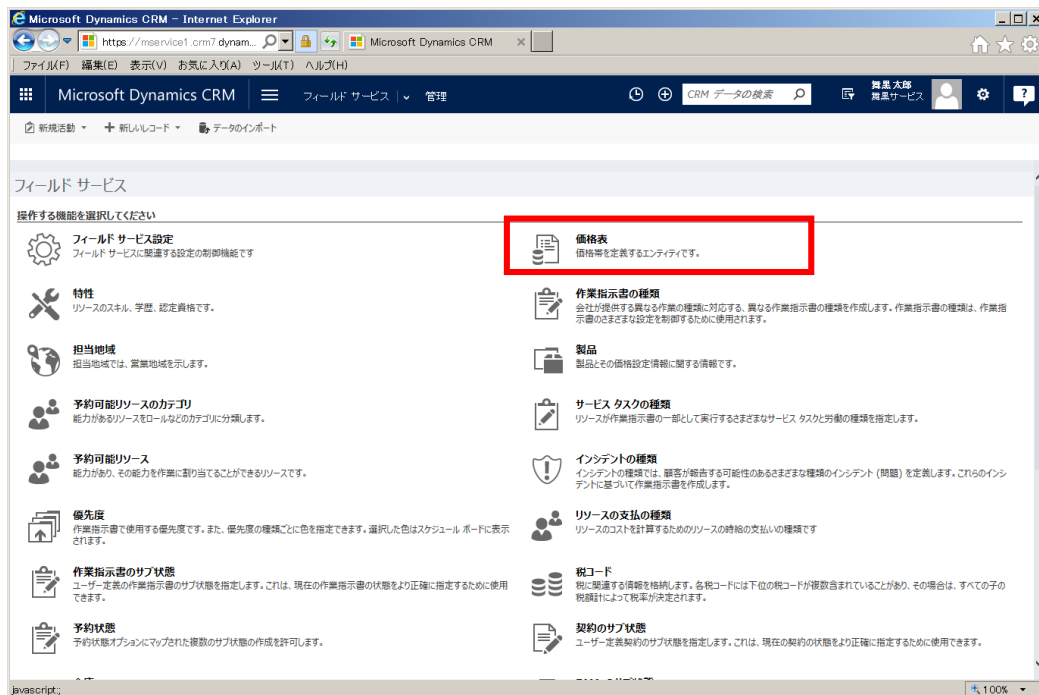 Microsoft Dynamics CRM - Internet Explorer
https://mservice1.crm7.dynam...
Microsoft Dynamics CRM
ファイル(F) 編集(E) 表示(V) お気に入り(A) ツール(T) ヘルプ(H)
Microsoft Dynamics CRM フィールド サービス 管理
CRM データの検索
舞黒 太郎
舞黒サービス
新規活動 新しいレコード データのインポート
フィールド サービス
操作する機能を選択してください
フィールド サービス設定
フィールド サービスに関連する設定の制御機能です
価格表
価格帯を定義するエンティティです。
特性
リソースのスキル、学歴、認定資格です。
作業指示書の種類
会社が提供する異なる作業の種類に対応する、異なる作業指示書の種類を作成します。作業指示書の種類は、作業指
示書のさまざまな設定を制御するために使用されます。
担当地域
担当地域では、営業地域を示します。
製品
製品とその価格設定情報に関する情報です。
予約可能リソースのカテゴリ
能力があるリソースをロールなどのカテゴリに分類します。
サービス タスクの種類
リソースが作業指示書の一部として実行するさまざまなサービス タスクと労働の種類を指定します。
予約可能リソース
能力があり、その能力を作業に割り当てることができるリソースです。
インシデントの種類
インシデントの種類では、顧客が報告する可能性のあるさまざまな種類のインシデント (問題) を定義します。これらのインシ
デントに基づいて作業指示書を作成します。
優先度
作業指示書で使用する優先度です。また、優先度の種類ごとに色を指定できます。選択した色はスケジュール ボードに表示
されます。
リソースの支払の種類
リソースのコストを計算するためのリソースの時給の支払いの種類です
作業指示書のサブ状態
ユーザー定義の作業指示書のサブ状態を指定します。これは、現在の作業指示書の状態をより正確に指定するために使用
できます。
税コード
税に関連する情報を格納します。各税コードには下位の税コードが複数含まれていることがあり、その場合は、すべての子の
税額計によって税率が決定されます。
予約状態
予約状態オプションにマップされた複数のサブ状態の作成を許可します。
契約のサブ状態
ユーザー定義契約のサブ状態を指定します。これは、現在の契約の状態をより正確に指定するために使用できます。
javascript:;
100%